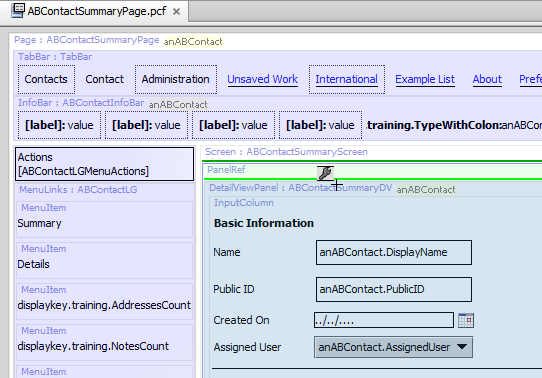 ABContactSummaryPage.pcf
Page : ABContactSummaryPage anABContact
TabBar : TabBar
Contacts Contact Administration Unsaved Work International Example List About Prefe
InfoBar : ABContactInfoBar anABContact
[label]: value [label]: value [label]: value [label]: value .training.TypeWithColon:anABCo
Actions
[ABContactLGMenuActions]
MenuLinks : ABContactLG
MenuItem
Summary
MenuItem
Details
MenuItem
displaykey.training.AddressesCount
MenuItem
displaykey.training.NotesCount
MenuItem
Screen : ABContactSummaryScreen
PanelRef
DetailViewPanel : ABContactSummaryDV anABContact
InputColumn
Basic Information
Name anABContact.DisplayName
Public ID anABContact.PublicID
Created On ../../....
Assigned User anABContact.AssignedUser